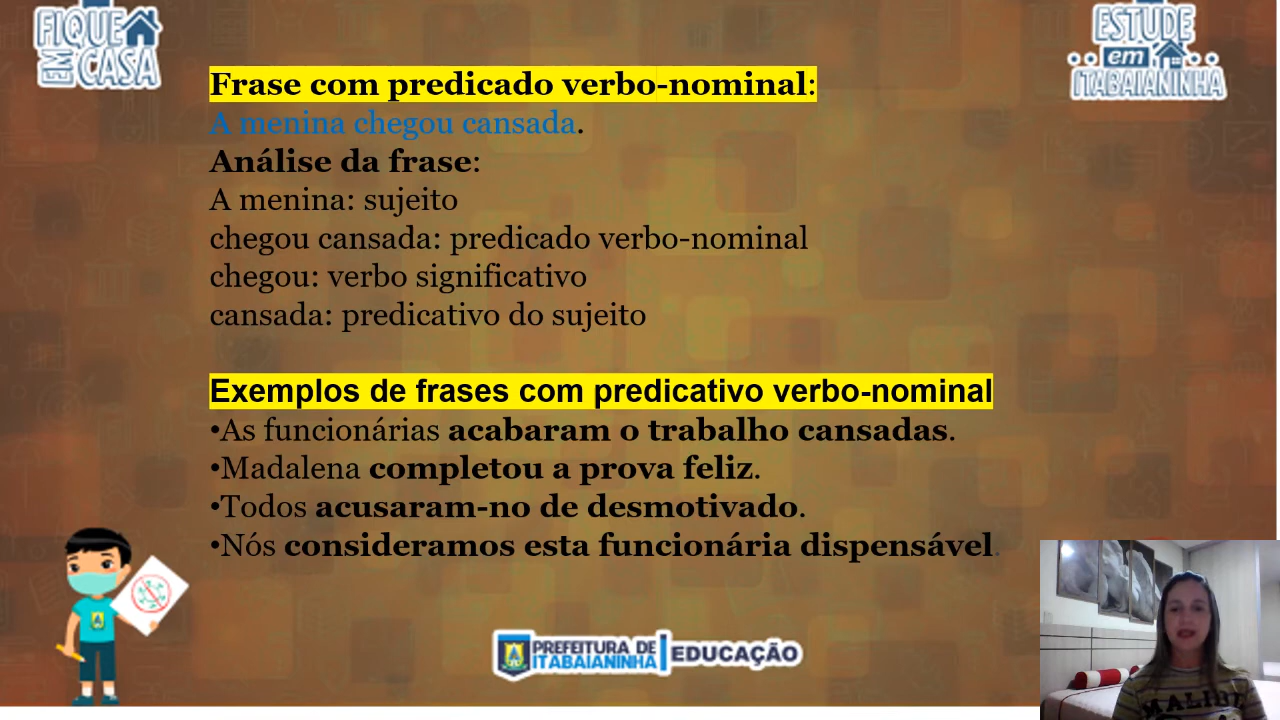 FIQUE
EM CASA
ESTUDE
em
ITABAIANINHA
Frase com predicado verbo-nominal:
A menina chegou cansada.
Análise da frase:
A menina: sujeito
chegou cansada: predicado verbo-nominal
chegou: verbo significativo
cansada: predicativo do sujeito
Exemplos de frases com predicativo verbo-nominal
•As funcionárias acabaram o trabalho cansadas.
•Madalena completou a prova feliz.
•Todos acusaram-no de desmotivado.
•Nós consideramos esta funcionária dispensável.
PREFEITURA DE
ITABAIANINHA
EDUCAÇÃO